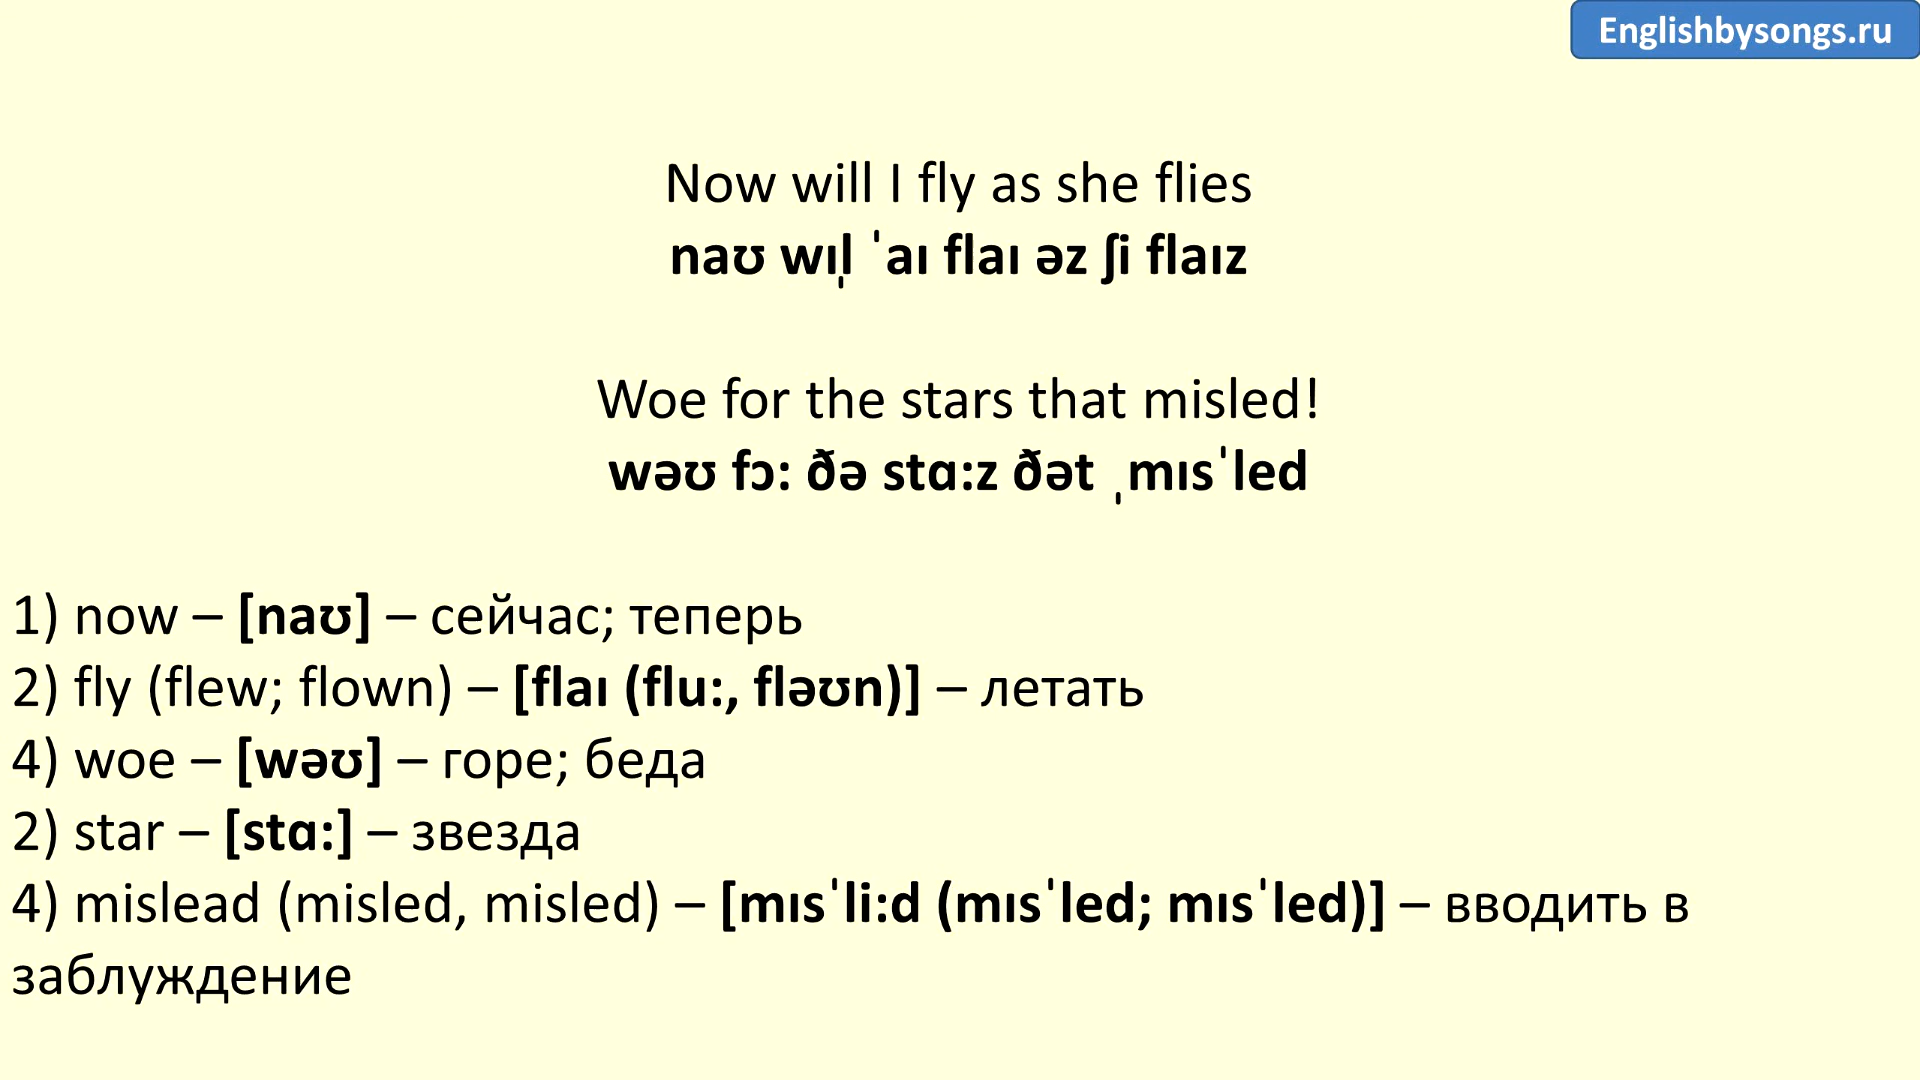 Englishbysongs.ru
Now will I fly as she flies
naʊ wɪl̩ ˈaɪ flaɪ əz ʃi flaɪz
Woe for the stars that misled!
wəʊ fɔ: ðə stɑ:z ðət ˌmɪsˈled
1) now – [naʊ] – сейчас; теперь
2) fly (flew; flown) – [flaɪ (flu:, fləʊn)] – летать
4) woe – [wəʊ] – горе; беда
2) star – [stɑ:] – звезда
4) mislead (misled, misled) – [mɪsˈli:d (mɪsˈled; mɪsˈled)] – вводить в
заблуждение